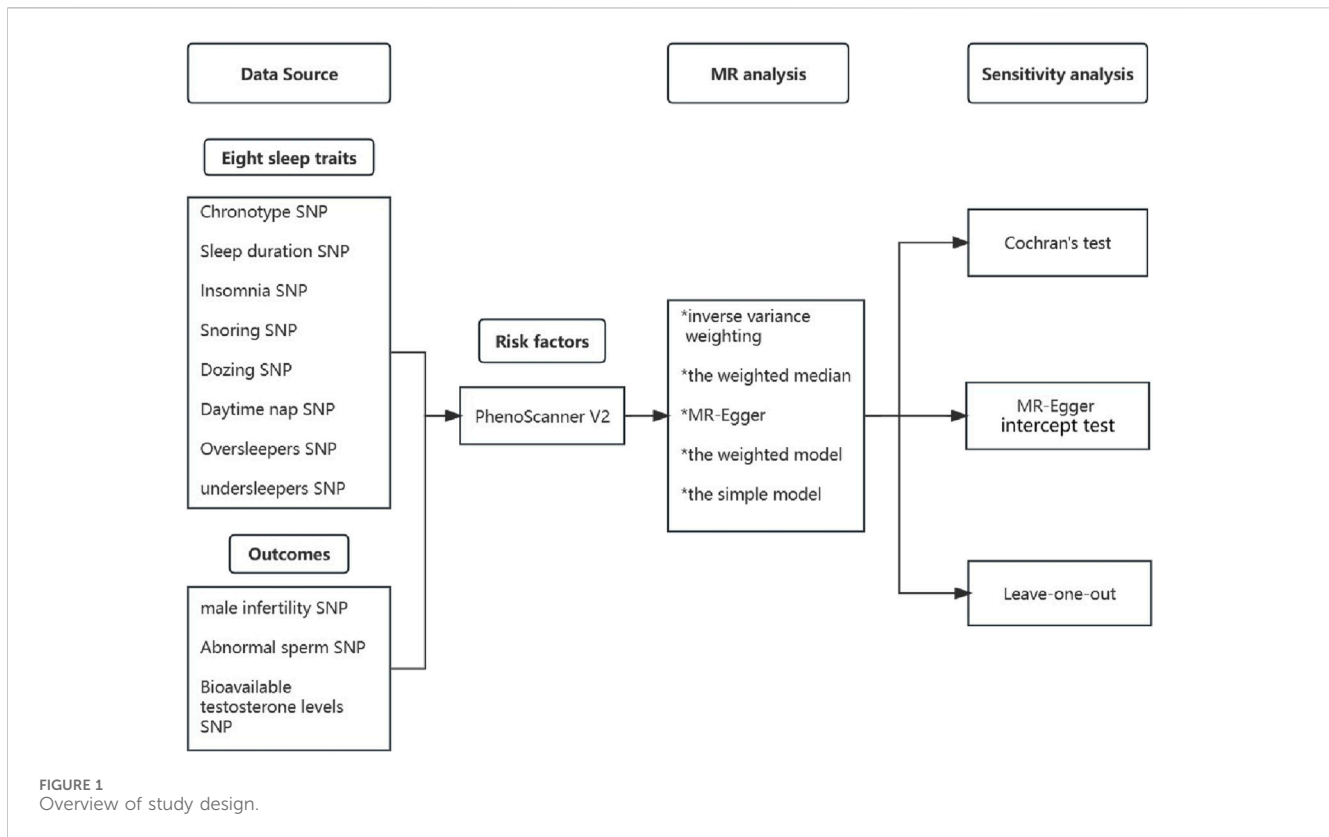 Data Source
MR analysis
Sensitivity analysis
Eight sleep traits
Chronotype SNP
Sleep duration SNP
Insomnia SNP
Snoring SNP
Dozing SNP
Daytime nap SNP
Oversleepers SNP
undersleepers SNP
Outcomes
male infertility SNP
Abnormal sperm SNP
Bioavailable
testosterone levels
SNP
Risk factors
PhenoScanner V2
*inverse variance
weighting
*the weighted median
*MR-Egger
*the weighted model
*the simple model
Cochran's test
MR-Egger
intercept test
Leave-one-out
FIGURE 1
Overview of study design.